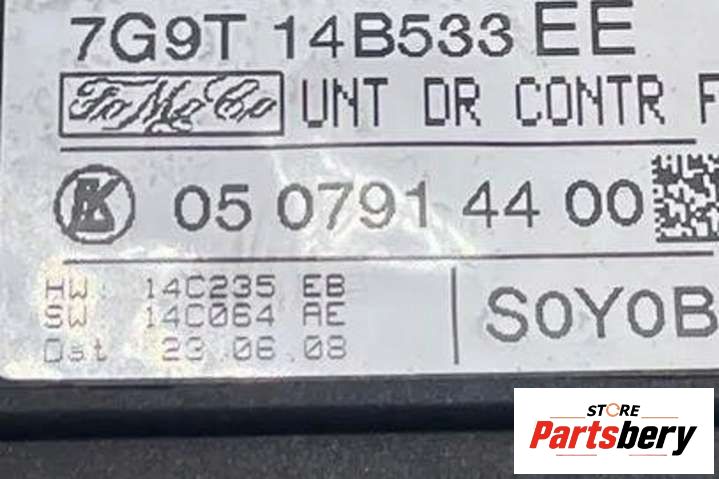 7G9T 14B533 EE
FoMoCo UNT DR CONTR F
05 0791 44 00
HW: 14C235 EB
SW 14C064 AE
Dat 23.06.08
S0Y0B
STORE
Partsbery